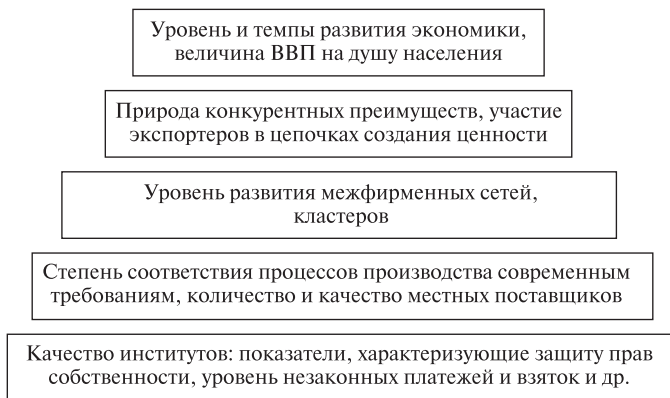 Уровень и темпы развития экономики,
величина ВВП на душу населения
Природа конкурентных преимуществ, участие
экспортеров в цепочках создания ценности
Уровень развития межфирменных сетей,
кластеров
Степень соответствия процессов производства современным
требованиям, количество и качество местных поставщиков
Качество институтов: показатели, характеризующие защиту прав
собственности, уровень незаконных платежей и взяток и др.